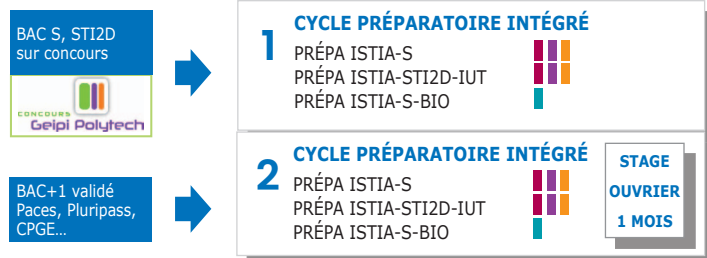 BAC S, STI2D
sur concours
CONCOURS
Geipi Polytech
1
CYCLE PRÉPARATOIRE INTÉGRÉ
PRÉPA ISTIA-S
PRÉPA ISTIA-STI2D-IUT
PRÉPA ISTIA-S-BIO
BAC+1 validé
Paces, Pluripass,
CPGE...
2
CYCLE PRÉPARATOIRE INTÉGRÉ
PRÉPA ISTIA-S
PRÉPA ISTIA-STI2D-IUT
PRÉPA ISTIA-S-BIO
STAGE
OUVRIER
1 MOIS